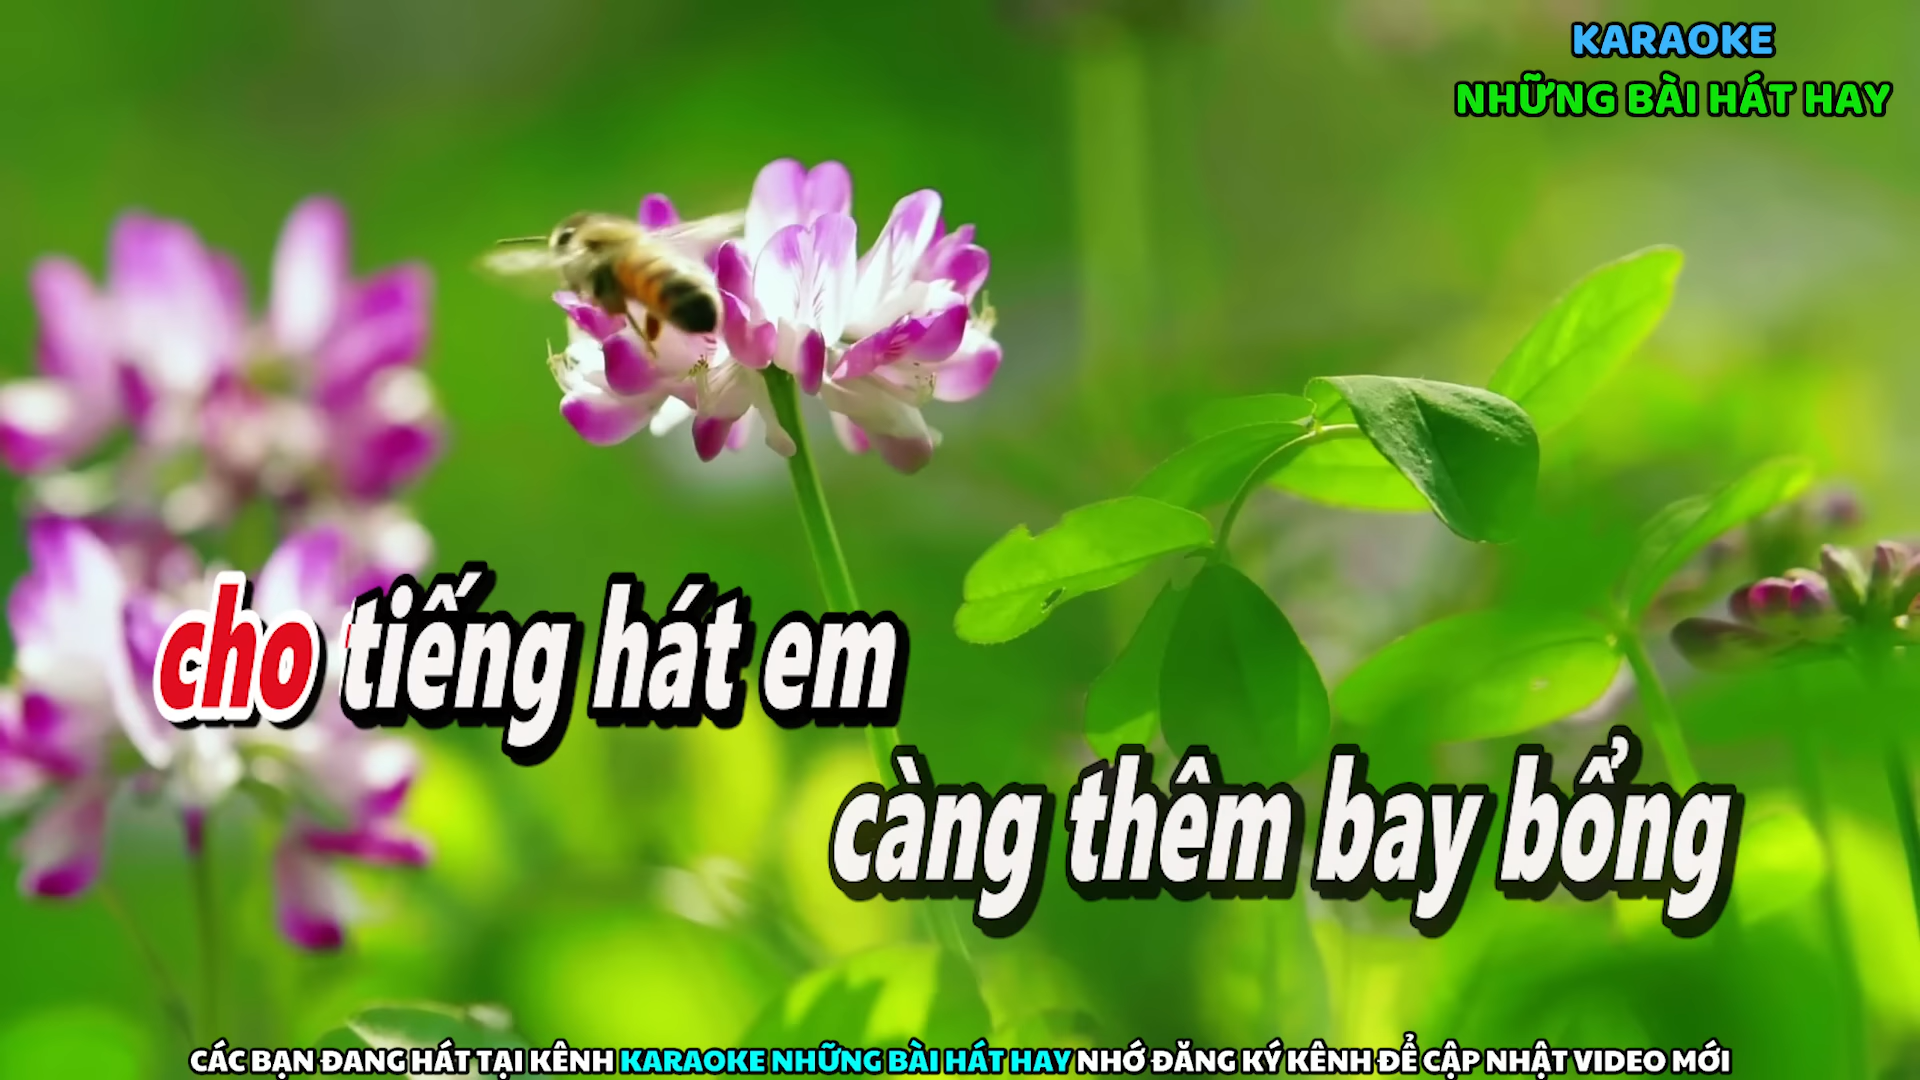 KARAOKE
NHỮNG BÀI HÁT HAY
cho tiếng hát em
càng thêm bay bổng
CÁC BẠN ĐANG HÁT TẠI KÊNH KARAOKE NHỮNG BÀI HÁT HAY NHỚ ĐĂNG KÝ KÊNH ĐỂ CẬP NHẬT VIDEO MỚI